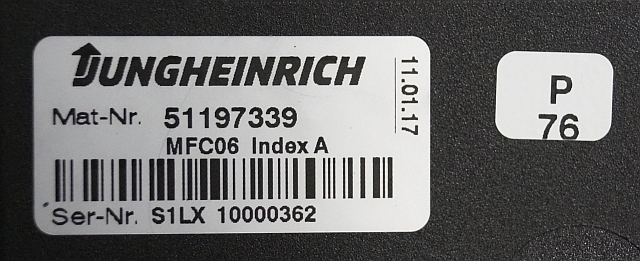 JUNGHEINRICH
Mat-Nr. 51197339
MFC06 Index A
Ser-Nr. S1LX 10000362
11.01.17
P
76